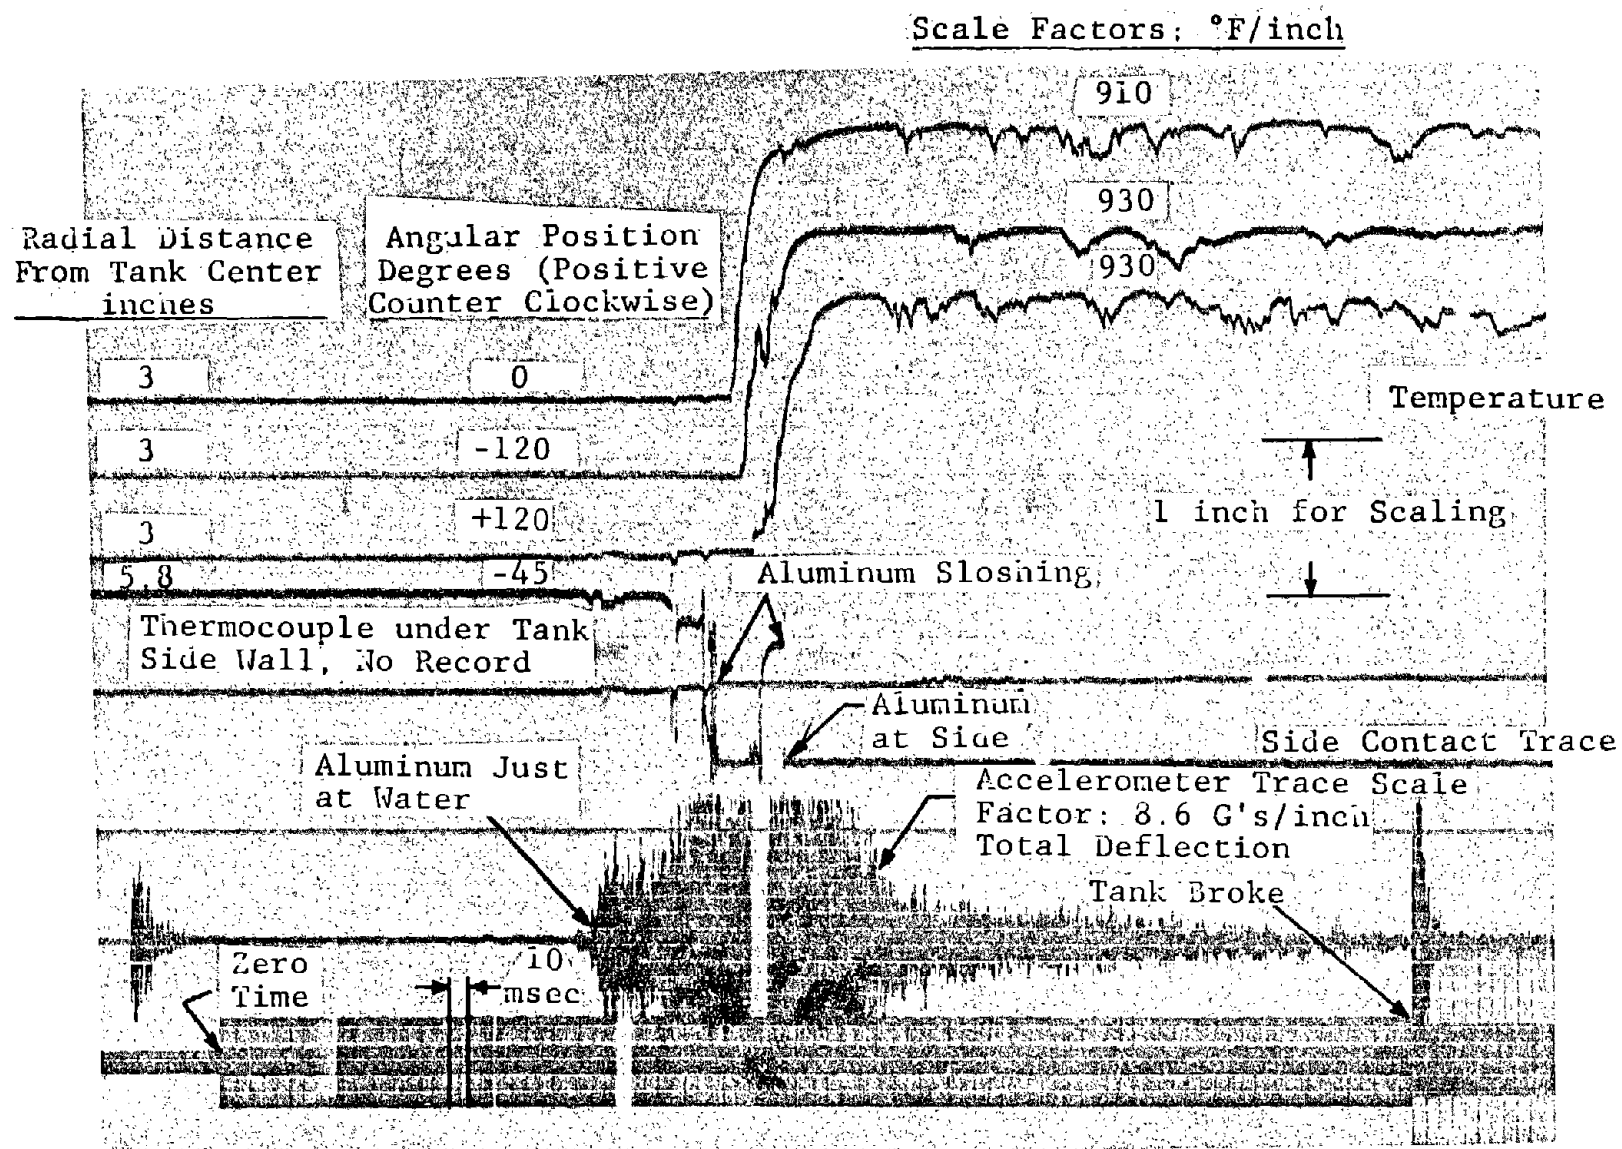 Scale Factors: °F/inch
910
930
930
Radial Distance
From Tank Center
inches
Angular Position
Degrees (Positive
Counter Clockwise)
3
0
3
-120
3
+120
5.8
-45
Temperature
1 inch for Scaling
Aluminum Sloshing
Thermocouple under Tank
Side Wall, No Record
Aluminum
at Side
Side Contact Trace
Aluminum Just
at Water
Accelerometer Trace Scale
Factor: 8.6 G's/inch
Total Deflection
Tank Broke
Zero
Time
10
msec